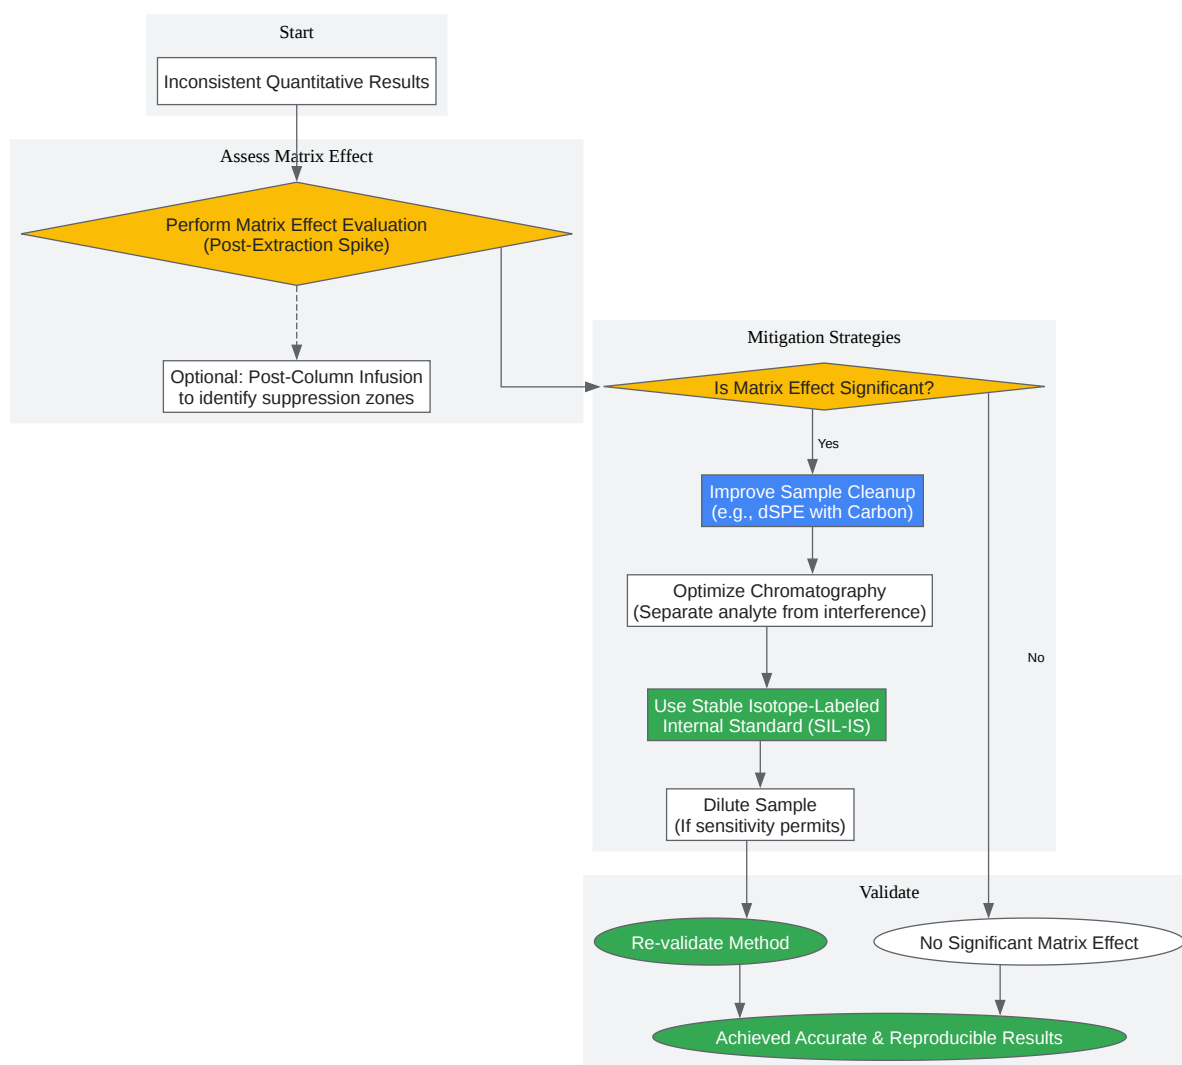 Start
Inconsistent Quantitative Results
Assess Matrix Effect
Perform Matrix Effect Evaluation
(Post-Extraction Spike)
Optional: Post-Column Infusion
to identify suppression zones
Mitigation Strategies
Is Matrix Effect Significant?
Yes
Improve Sample Cleanup
(e.g., dSPE with Carbon)
Optimize Chromatography
(Separate analyte from interference)
No
Use Stable Isotope-Labeled
Internal Standard (SIL-IS)
Dilute Sample
(If sensitivity permits)
Validate
Re-validate Method
No Significant Matrix Effect
Achieved Accurate & Reproducible Results